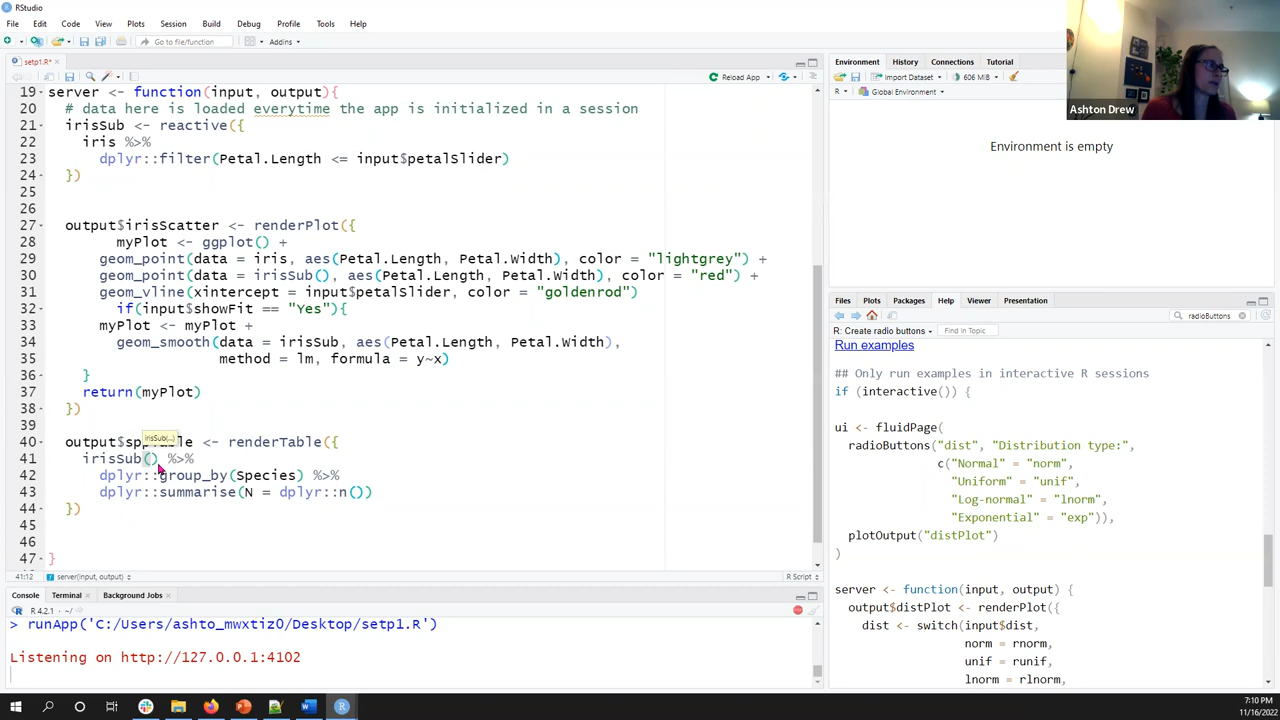 RStudio
File Edit Code View Plots Session Build Debug Profile Tools Help
Go to file/function
Addins
setp1.R*
Reload App
19 server <- function(input, output){
20 # data here is loaded everytime the app is initialized in a session
21 irisSub <- reactive({
22 iris %>%
23 dplyr::filter(Petal.Length <= input$petalSlider)
24 })
25
26
27 output$irisScatter <- renderPlot({
28 myPlot <- ggplot() +
29 geom_point(data = iris, aes(Petal.Length, Petal.Width), color = "lightgrey") +
30 geom_point(data = irisSub(), aes(Petal.Length, Petal.Width), color = "red") +
31 geom_vline(xintercept = input$petalSlider, color = "goldenrod")
32 if(input$showFit == "Yes"){
33 myPlot <- myPlot +
34 geom_smooth(data = irisSub, aes(Petal.Length, Petal.Width),
35 method = lm, formula = y~x)
36 }
37 return(myPlot)
38 })
39
irisSub(...)
40 output$sppTable <- renderTable({
41 irisSub() %>%
42 dplyr::group_by(Species) %>%
43 dplyr::summarise(N = dplyr::n())
44 })
45
46
47 }
41:12 server(input, output) R Script
Console Terminal Background Jobs
R 4.2.1 · ~/
> runApp('C:/Users/ashto_mwxtiz0/Desktop/setp1.R')
Listening on http://127.0.0.1:4102
Environment History Connections Tutorial
Import Dataset 606 MiB
R Global Environment
Environment is empty
Ashton Drew
Files Plots Packages Help Viewer Presentation
radioButtons
R: Create radio buttons Find in Topic
Run examples
## Only run examples in interactive R sessions
if (interactive()) {
ui <- fluidPage(
radioButtons("dist", "Distribution type:",
c("Normal" = "norm",
"Uniform" = "unif",
"Log-normal" = "lnorm",
"Exponential" = "exp")),
plotOutput("distPlot")
)
server <- function(input, output) {
output$distPlot <- renderPlot({
dist <- switch(input$dist,
norm = rnorm,
unif = runif,
lnorm = rlnorm,
7:10 PM
11/16/2022